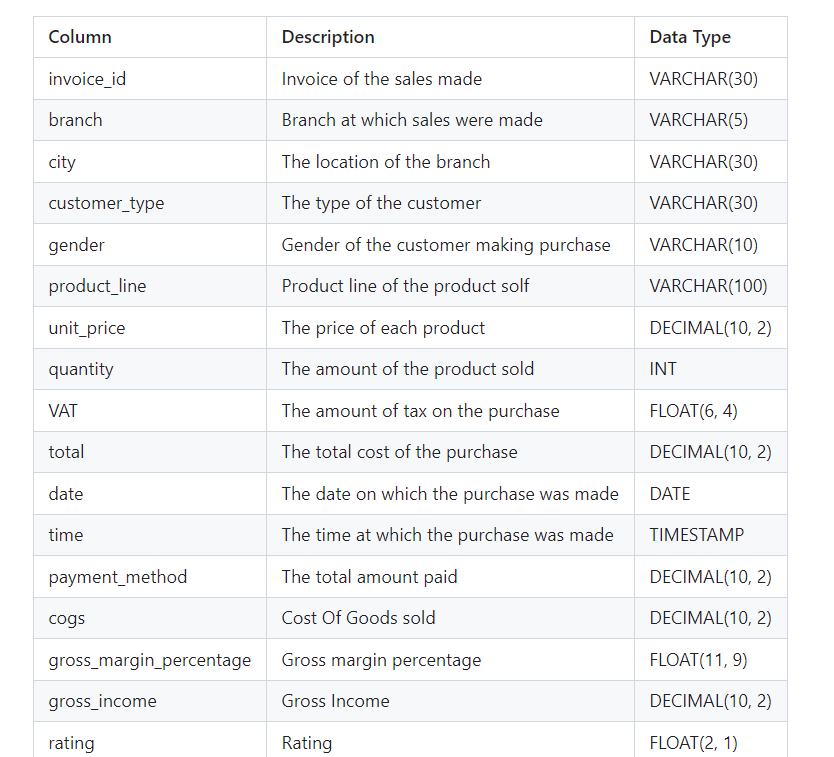 Column Description Data Type
invoice_id Invoice of the sales made VARCHAR(30)
branch Branch at which sales were made VARCHAR(5)
city The location of the branch VARCHAR(30)
customer_type The type of the customer VARCHAR(30)
gender Gender of the customer making purchase VARCHAR(10)
product_line Product line of the product solf VARCHAR(100)
unit_price The price of each product DECIMAL(10, 2)
quantity The amount of the product sold INT
VAT The amount of tax on the purchase FLOAT(6, 4)
total The total cost of the purchase DECIMAL(10, 2)
date The date on which the purchase was made DATE
time The time at which the purchase was made TIMESTAMP
payment_method The total amount paid DECIMAL(10, 2)
cogs Cost Of Goods sold DECIMAL(10, 2)
gross_margin_percentage Gross margin percentage FLOAT(11, 9)
gross_income Gross Income DECIMAL(10, 2)
rating Rating FLOAT(2, 1)